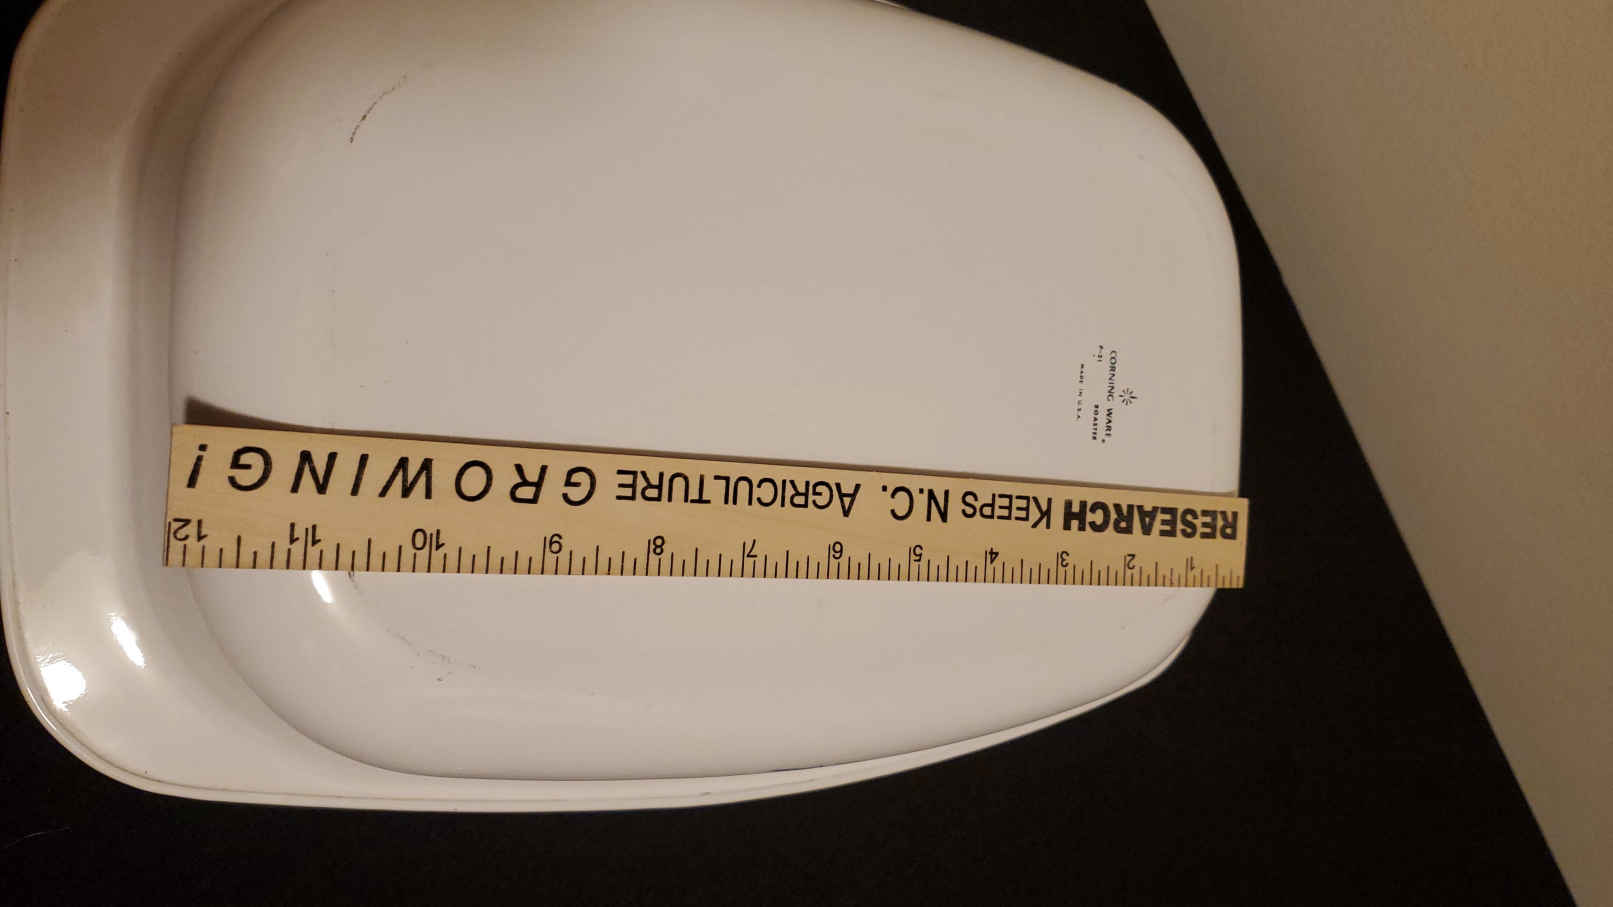 RESEARCH KEEPS N.C. AGRICULTURE GROWING!
1 2 3 4 5 6 7 8 9 10 11 12
CORNING WARE®
P-21 ROASTER
MADE IN U.S.A.